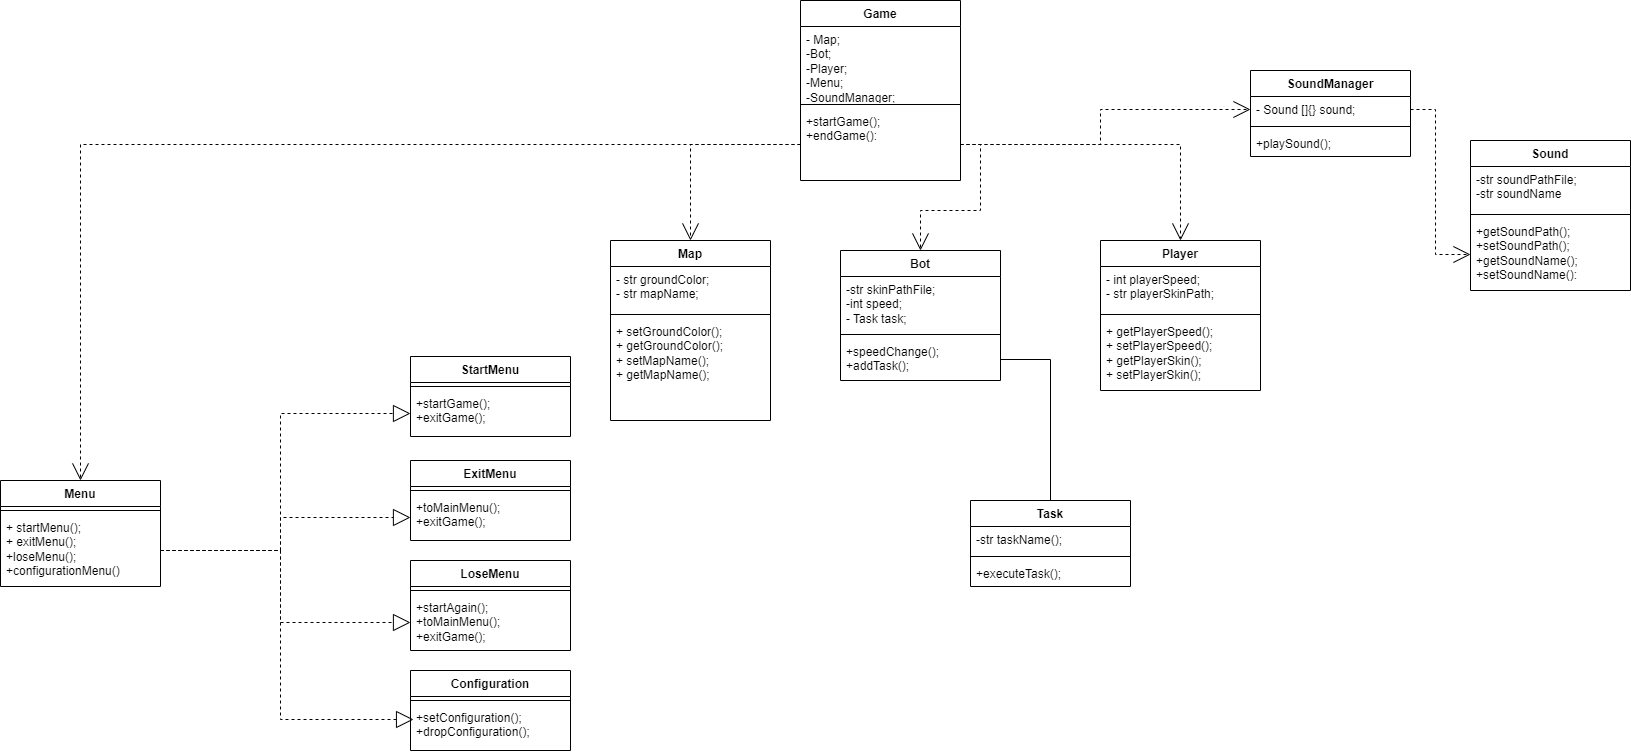 Game
- Map;
-Bot;
-Player;
-Menu;
-SoundManager;
+startGame();
+endGame():
SoundManager
- Sound []{} sound;
+playSound();
Sound
-str soundPathFile;
-str soundName
+getSoundPath();
+setSoundPath();
+getSoundName();
+setSoundName():
Map
- str groundColor;
- str mapName;
+ setGroundColor();
+ getGroundColor();
+ setMapName();
+ getMapName();
Bot
-str skinPathFile;
-int speed;
- Task task;
+speedChange();
+addTask();
Player
- int playerSpeed;
- str playerSkinPath;
+ getPlayerSpeed();
+ setPlayerSpeed();
+ getPlayerSkin();
+ setPlayerSkin();
StartMenu
+startGame();
+exitGame();
ExitMenu
+toMainMenu();
+exitGame();
Menu
+ startMenu();
+ exitMenu();
+loseMenu();
+configurationMenu()
LoseMenu
+startAgain();
+toMainMenu();
+exitGame();
Configuration
+setConfiguration();
+dropConfiguration();
Task
-str taskName();
+executeTask();